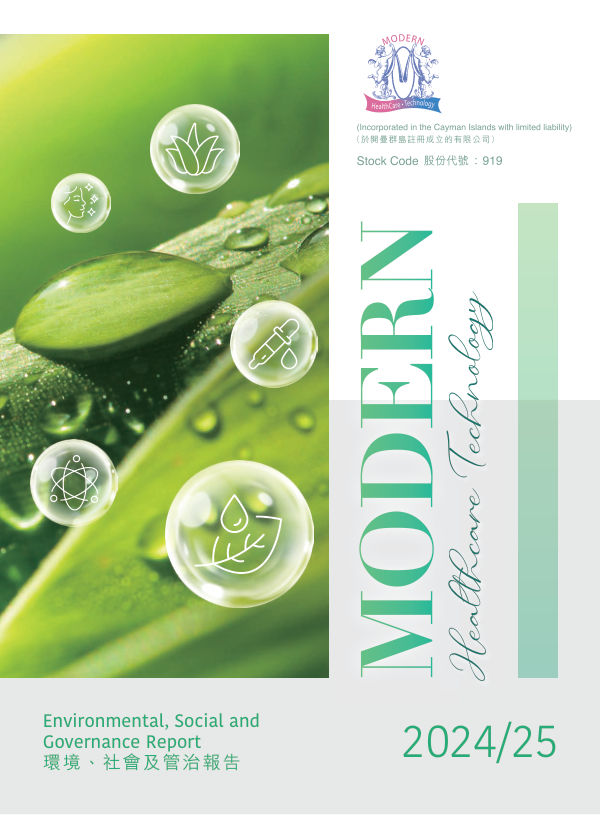 MODERN
HealthCare • Technology
(Incorporated in the Cayman Islands with limited liability)
(於開曼群島註冊成立的有限公司)
Stock Code 股份代號 : 919
MODERN
Healthcare Technology
Environmental, Social and
Governance Report
環境、社會及管治報告
2024/25